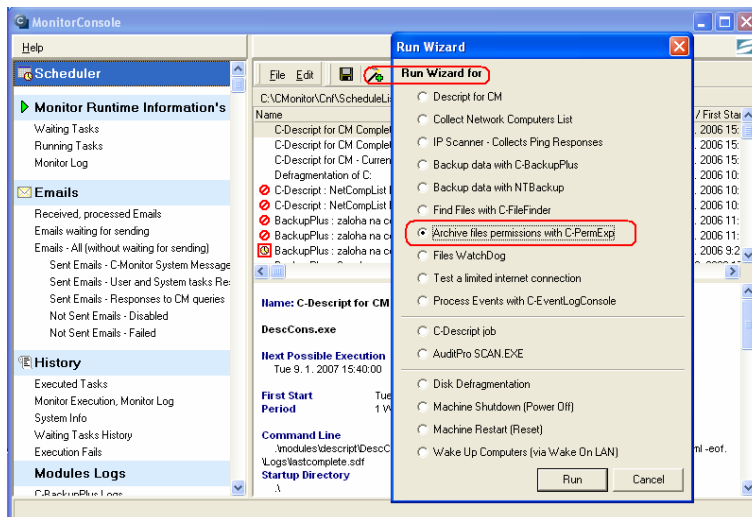 MonitorConsole
Help
Scheduler
Monitor Runtime Information's
Waiting Tasks
Running Tasks
Monitor Log
Emails
Received, processed Emails
Emails waiting for sending
Emails - All (without waiting for sending)
Sent Emails - C-Monitor System Message
Sent Emails - User and System tasks Re
Sent Emails - Responses to CM queries
Not Sent Emails - Disabled
Not Sent Emails - Failed
History
Executed Tasks
Monitor Execution, Monitor Log
System Info
Waiting Tasks History
Execution Fails
Modules Logs
C-BackupPlus Logs
File Edit
C:\CMonitor\Cnf\ScheduleLi
Name
/ First Star
C-Descript for CM Complet
. 2006 15:
C-Descript for CM Complet
. 2006 15:
C-Descript for CM - Curren
. 2006 15:
Defragmentation of C:
. 2006 10:
C-Descript : NetCompList
. 2006 10:
C-Descript : NetCompList
. 2006 10:
BackupPlus : zaloha na c
. 2006 11:
BackupPlus : zaloha na c
. 2006 11:
BackupPlus : zaloha na c
. 2006 9:2
Name: C-Descript for CM
DescCons.exe
Next Possible Execution
Tue 9. 1. 2007 15:40:00
First Start Tue
Period 1 W
Command Line
.\modules\descript\DescC
ml -eof.
\Logs\lastcomplete.sdf
Startup Directory
.\
Run Wizard
Run Wizard for
Descript for CM
Collect Network Computers List
IP Scanner - Collects Ping Responses
Backup data with C-BackupPlus
Backup data with NTBackup
Find Files with C-FileFinder
Archive files permissions with C-PermExp
Files WatchDog
Test a limited internet connection
Process Events with C-EventLogConsole
C-Descript job
AuditPro SCAN.EXE
Disk Defragmentation
Machine Shutdown (Power Off)
Machine Restart (Reset)
Wake Up Computers (via Wake On LAN)
Run
Cancel